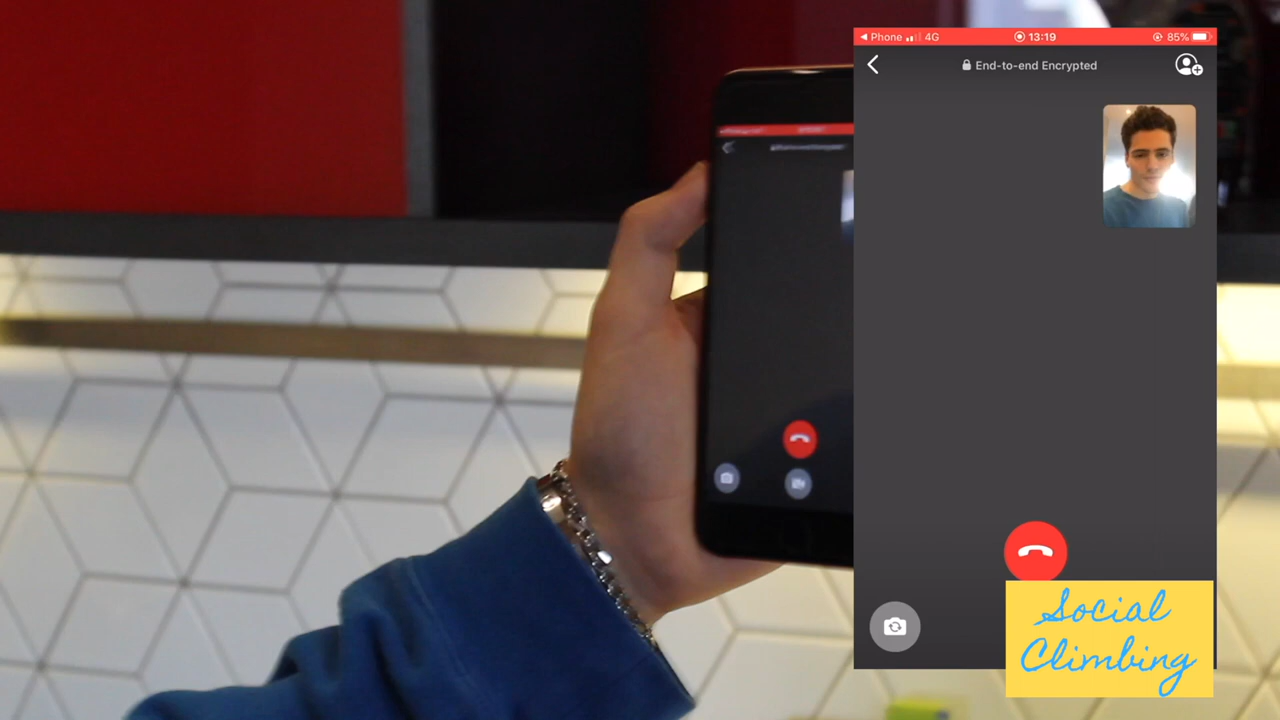 Phone 4G 13:19 85%
End-to-end Encrypted
Social
Climbing